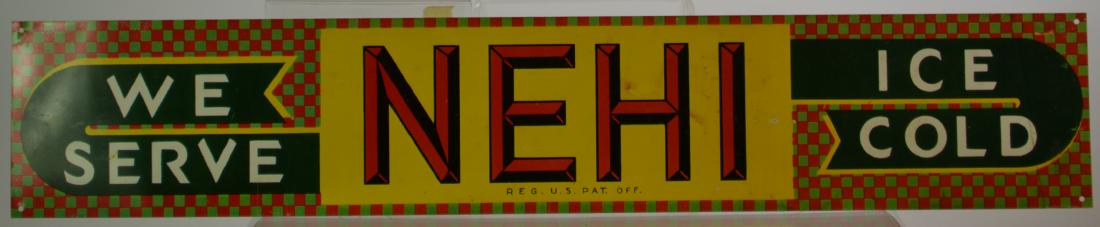 WE
SERVE
NEHI
REG. U.S. PAT. OFF.
ICE
COLD